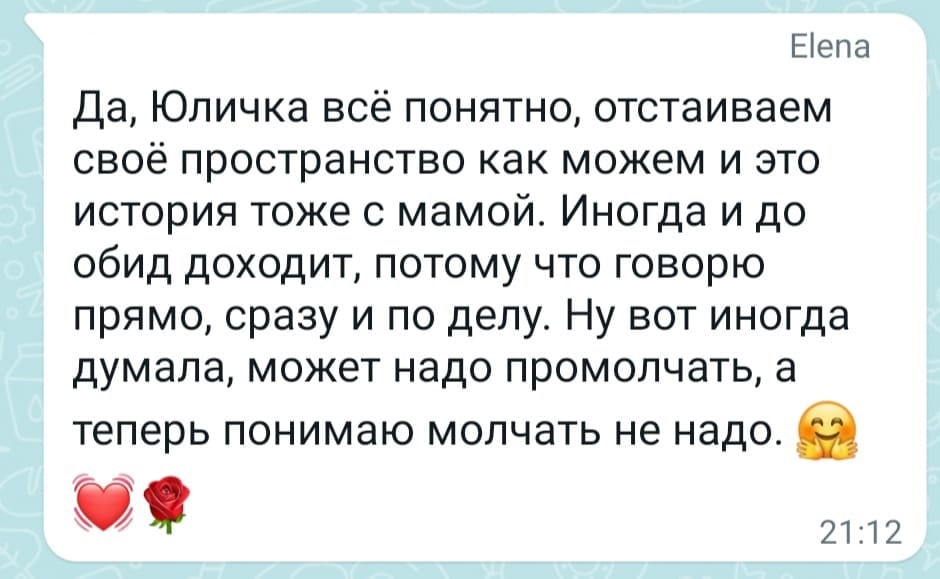 Elena
Да, Юличка всё понятно, отстаиваем
своё пространство как можем и это
история тоже с мамой. Иногда и до
обид доходит, потому что говорю
прямо, сразу и по делу. Ну вот иногда
думала, может надо промолчать, а
теперь понимаю молчать не надо. 🤗
💓🌹
21:12